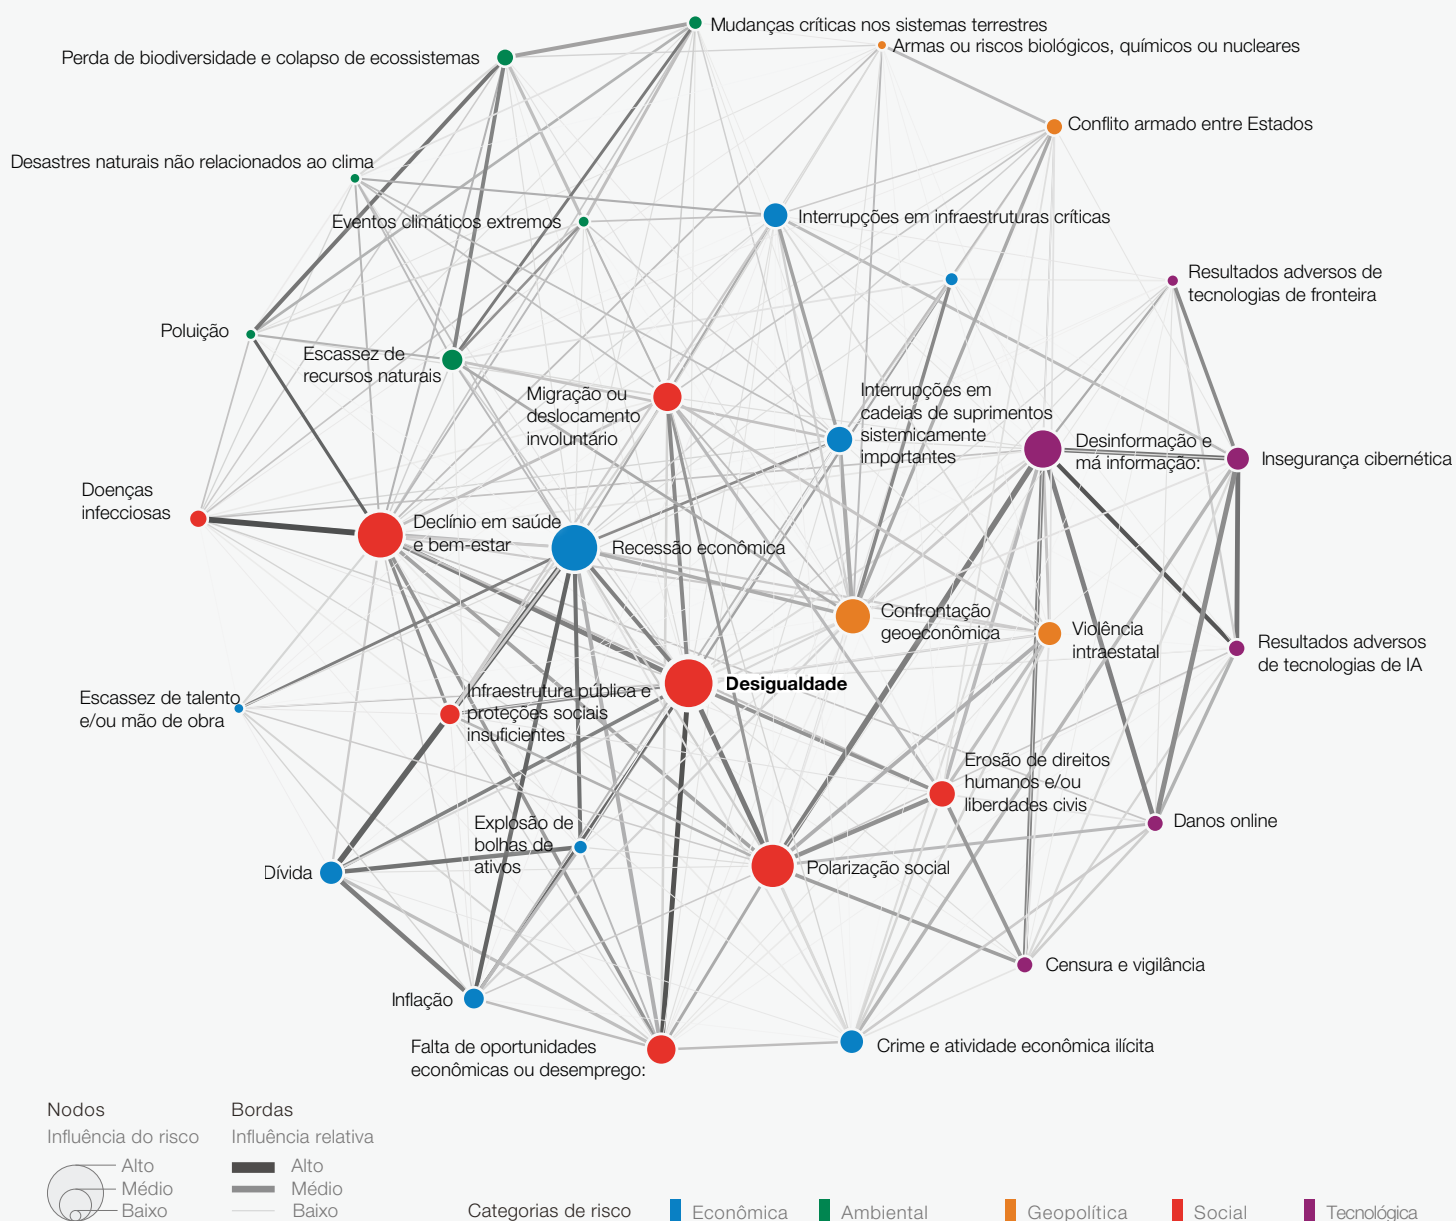 Mudanças críticas nos sistemas terrestres
Armas ou riscos biológicos, químicos ou nucleares
Perda de biodiversidade e colapso de ecossistemas
Conflito armado entre Estados
Desastres naturais não relacionados ao clima
Eventos climáticos extremos
Interrupções em infraestruturas críticas
Resultados adversos de
tecnologias de fronteira
Poluição
Escassez de
recursos naturais
Migração ou
deslocamento
involuntário
Interrupções em
cadeias de suprimentos
sistemicamente
importantes
Desinformação e
má informação:
Insegurança cibernética
Doenças
infecciosas
Declínio em saúde
e bem-estar
Recessão econômica
Confrontação
geoeconômica
Violência
intraestatal
Resultados adversos
de tecnologias de IA
Desigualdade
Escassez de talento
e/ou mão de obra
Infraestrutura pública e
proteções sociais
insuficientes
Erosão de direitos
humanos e/ou
liberdades civis
Danos online
Explosão de
bolhas de
ativos
Dívida
Polarização social
Censura e vigilância
Inflação
Falta de oportunidades
econômicas ou desemprego:
Crime e atividade econômica ilícita
Nodos
Influência do risco
Alto
Médio
Baixo
Bordas
Influência relativa
Alto
Médio
Baixo
Categorias de risco
Econômica
Ambiental
Geopolítica
Social
Tecnológica